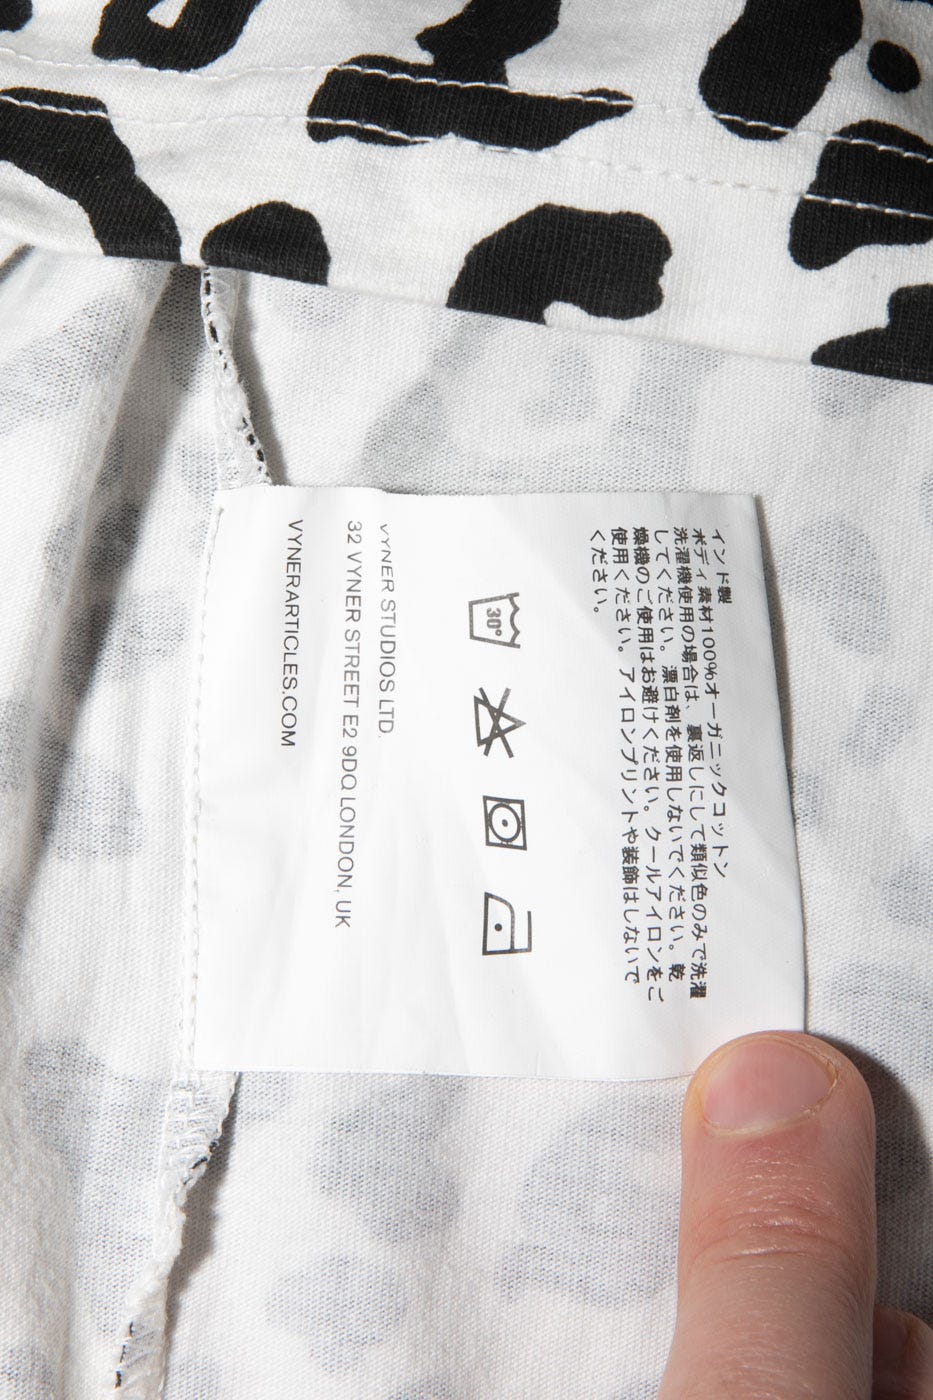 インド製
ボディ素材100%オーガニックコットン
洗濯機使用の場合は、裏返しにして類似色のみで洗濯
してください。漂白剤を使用しないでください。乾
燥機のご使用はお避けください。クールアイロンをご
使用ください。アイロンプリントや装飾はしないで
ください。
30°
VYNER STUDIOS LTD.
32 VYNER STREET E2 9DQ LONDON, UK
VYNERARTICLES.COM